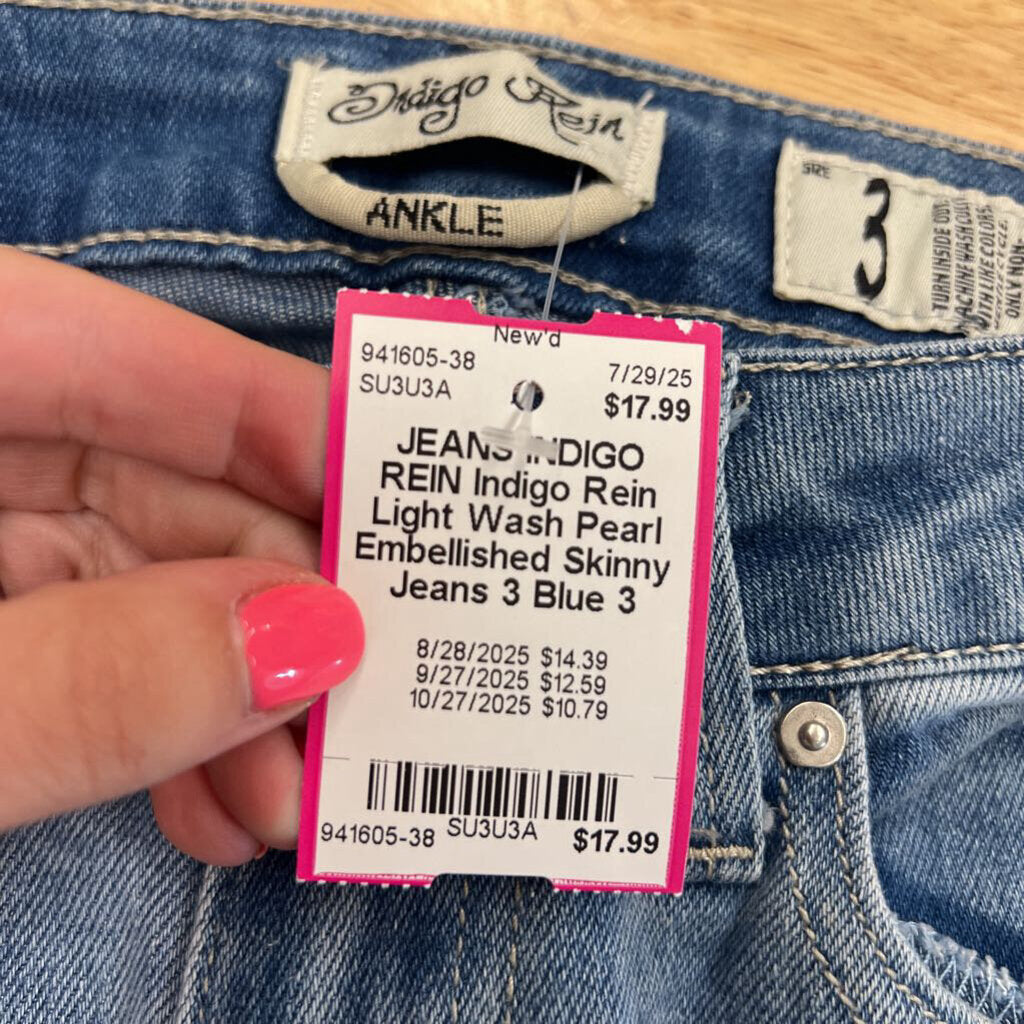 Indigo Rein
ANKLE
SIZE
3
TURN INSIDE OUT
MACHINE WASH COLD
WITH LIKE COLORS
ONLY NON
New'd
941605-38
7/29/25
SU3U3A
$17.99
JEANS INDIGO
REIN Indigo Rein
Light Wash Pearl
Embellished Skinny
Jeans 3 Blue 3
8/28/2025 $14.39
9/27/2025 $12.59
10/27/2025 $10.79
941605-38 SU3U3A $17.99